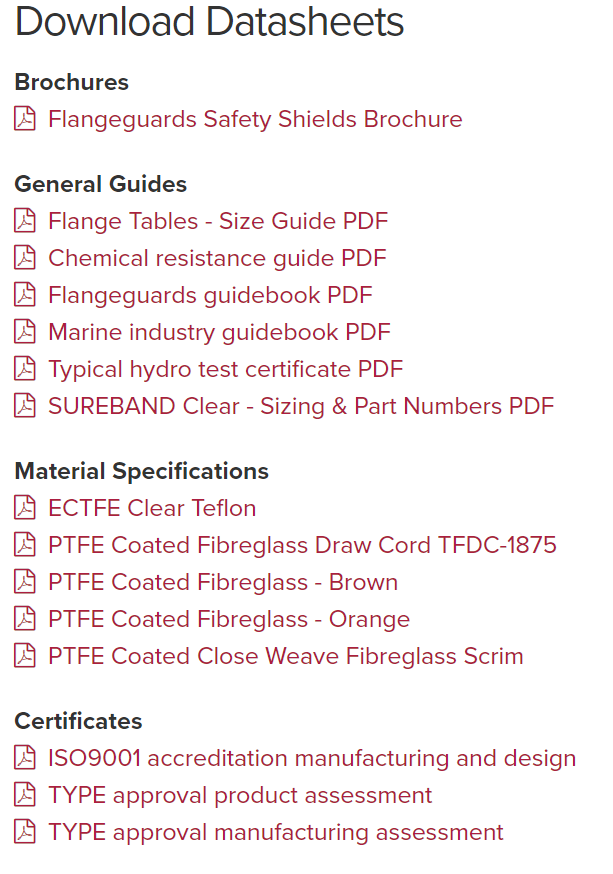 Download Datasheets
Brochures
Flangeguards Safety Shields Brochure
General Guides
Flange Tables - Size Guide PDF
Chemical resistance guide PDF
Flangeguards guidebook PDF
Marine industry guidebook PDF
Typical hydro test certificate PDF
SUREBAND Clear - Sizing & Part Numbers PDF
Material Specifications
ECTFE Clear Teflon
PTFE Coated Fibreglass Draw Cord TFDC-1875
PTFE Coated Fibreglass - Brown
PTFE Coated Fibreglass - Orange
PTFE Coated Close Weave Fibreglass Scrim
Certificates
ISO9001 accreditation manufacturing and design
TYPE approval product assessment
TYPE approval manufacturing assessment